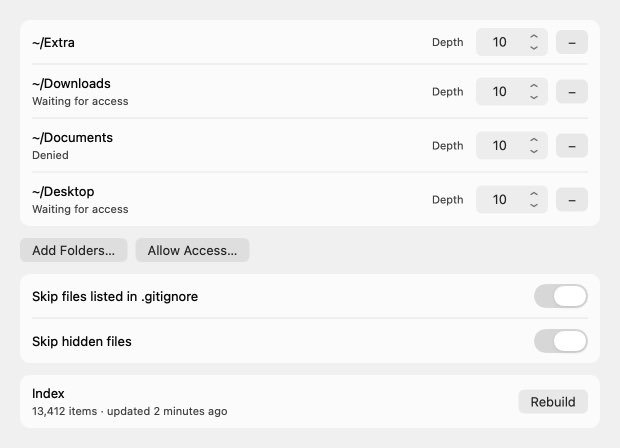 ~/Extra
Depth 10 –
~/Downloads
Waiting for access
Depth 10 –
~/Documents
Denied
Depth 10 –
~/Desktop
Waiting for access
Depth 10 –
Add Folders... Allow Access...
Skip files listed in .gitignore
Skip hidden files
Index
13,412 items · updated 2 minutes ago
Rebuild